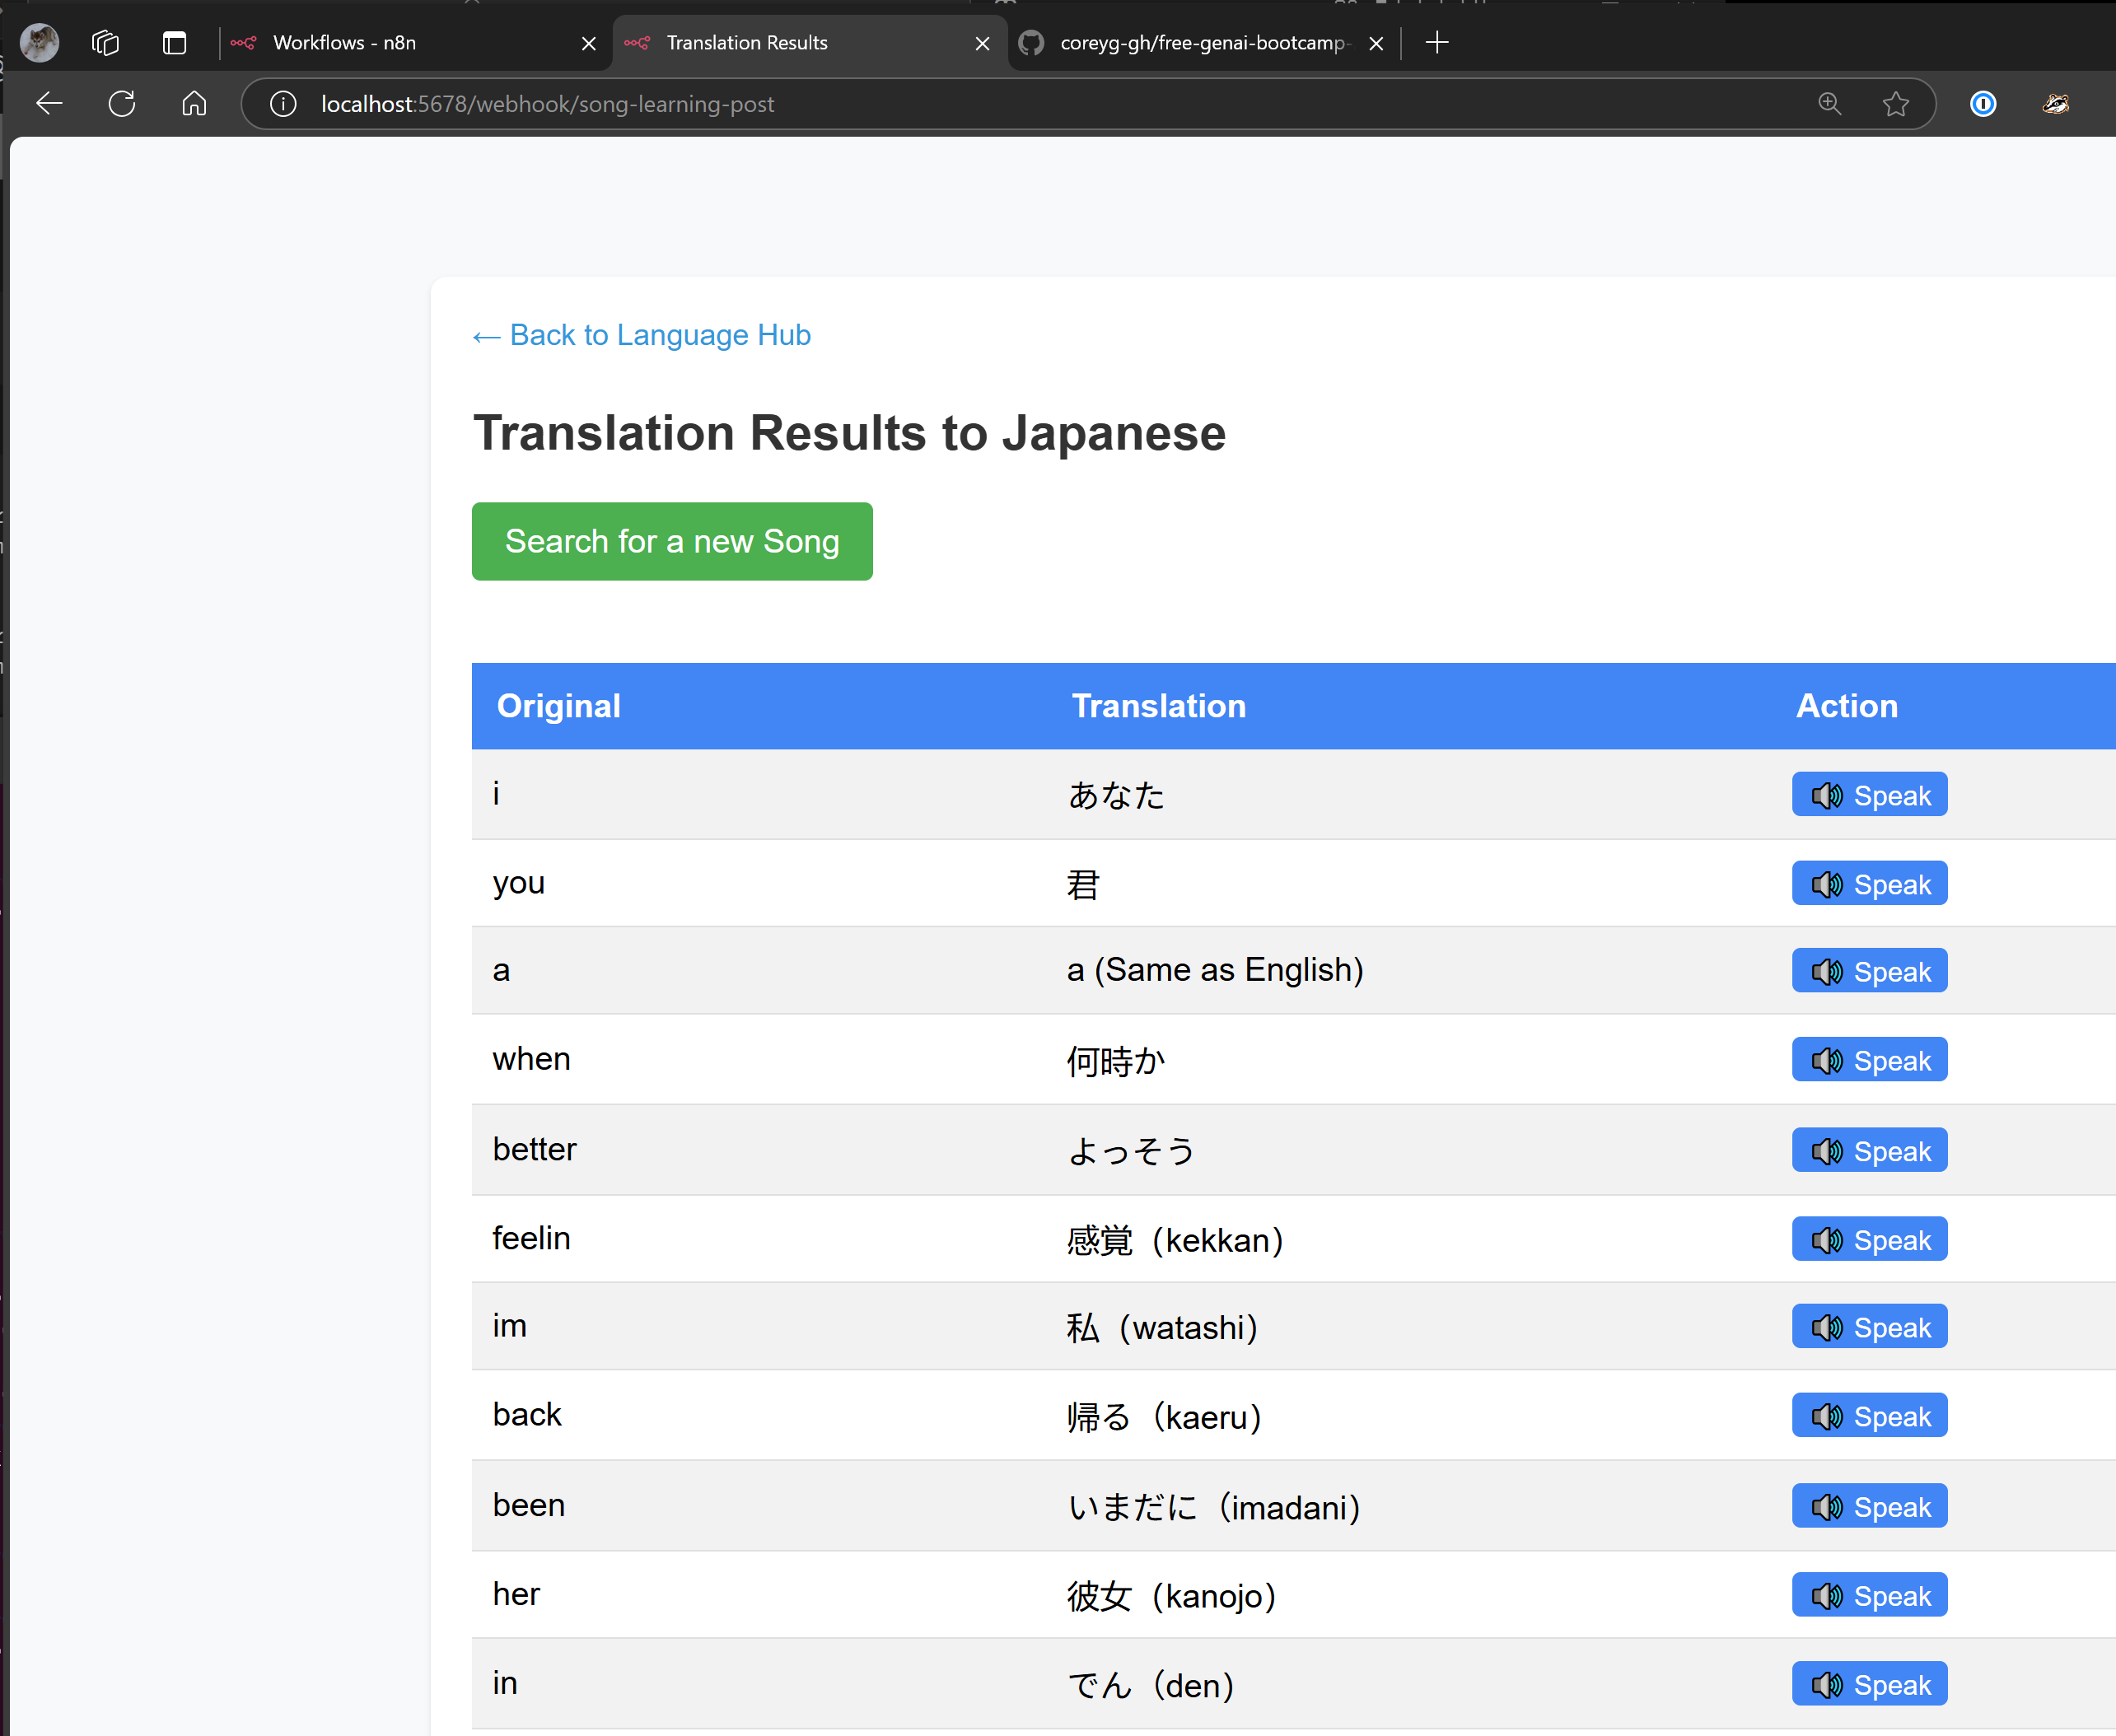 Workflows - n8n
Translation Results
coreyg-gh/free-genai-bootcamp-
localhost:5678/webhook/song-learning-post
← Back to Language Hub
Translation Results to Japanese
Search for a new Song
Original Translation Action
i あなた Speak
you 君 Speak
a a (Same as English) Speak
when 何時か Speak
better よっそう Speak
feelin 感覚（kekkan） Speak
im 私（watashi） Speak
back 帰る（kaeru） Speak
been いまだに（imadani） Speak
her 彼女（kanojo） Speak
in でん（den） Speak